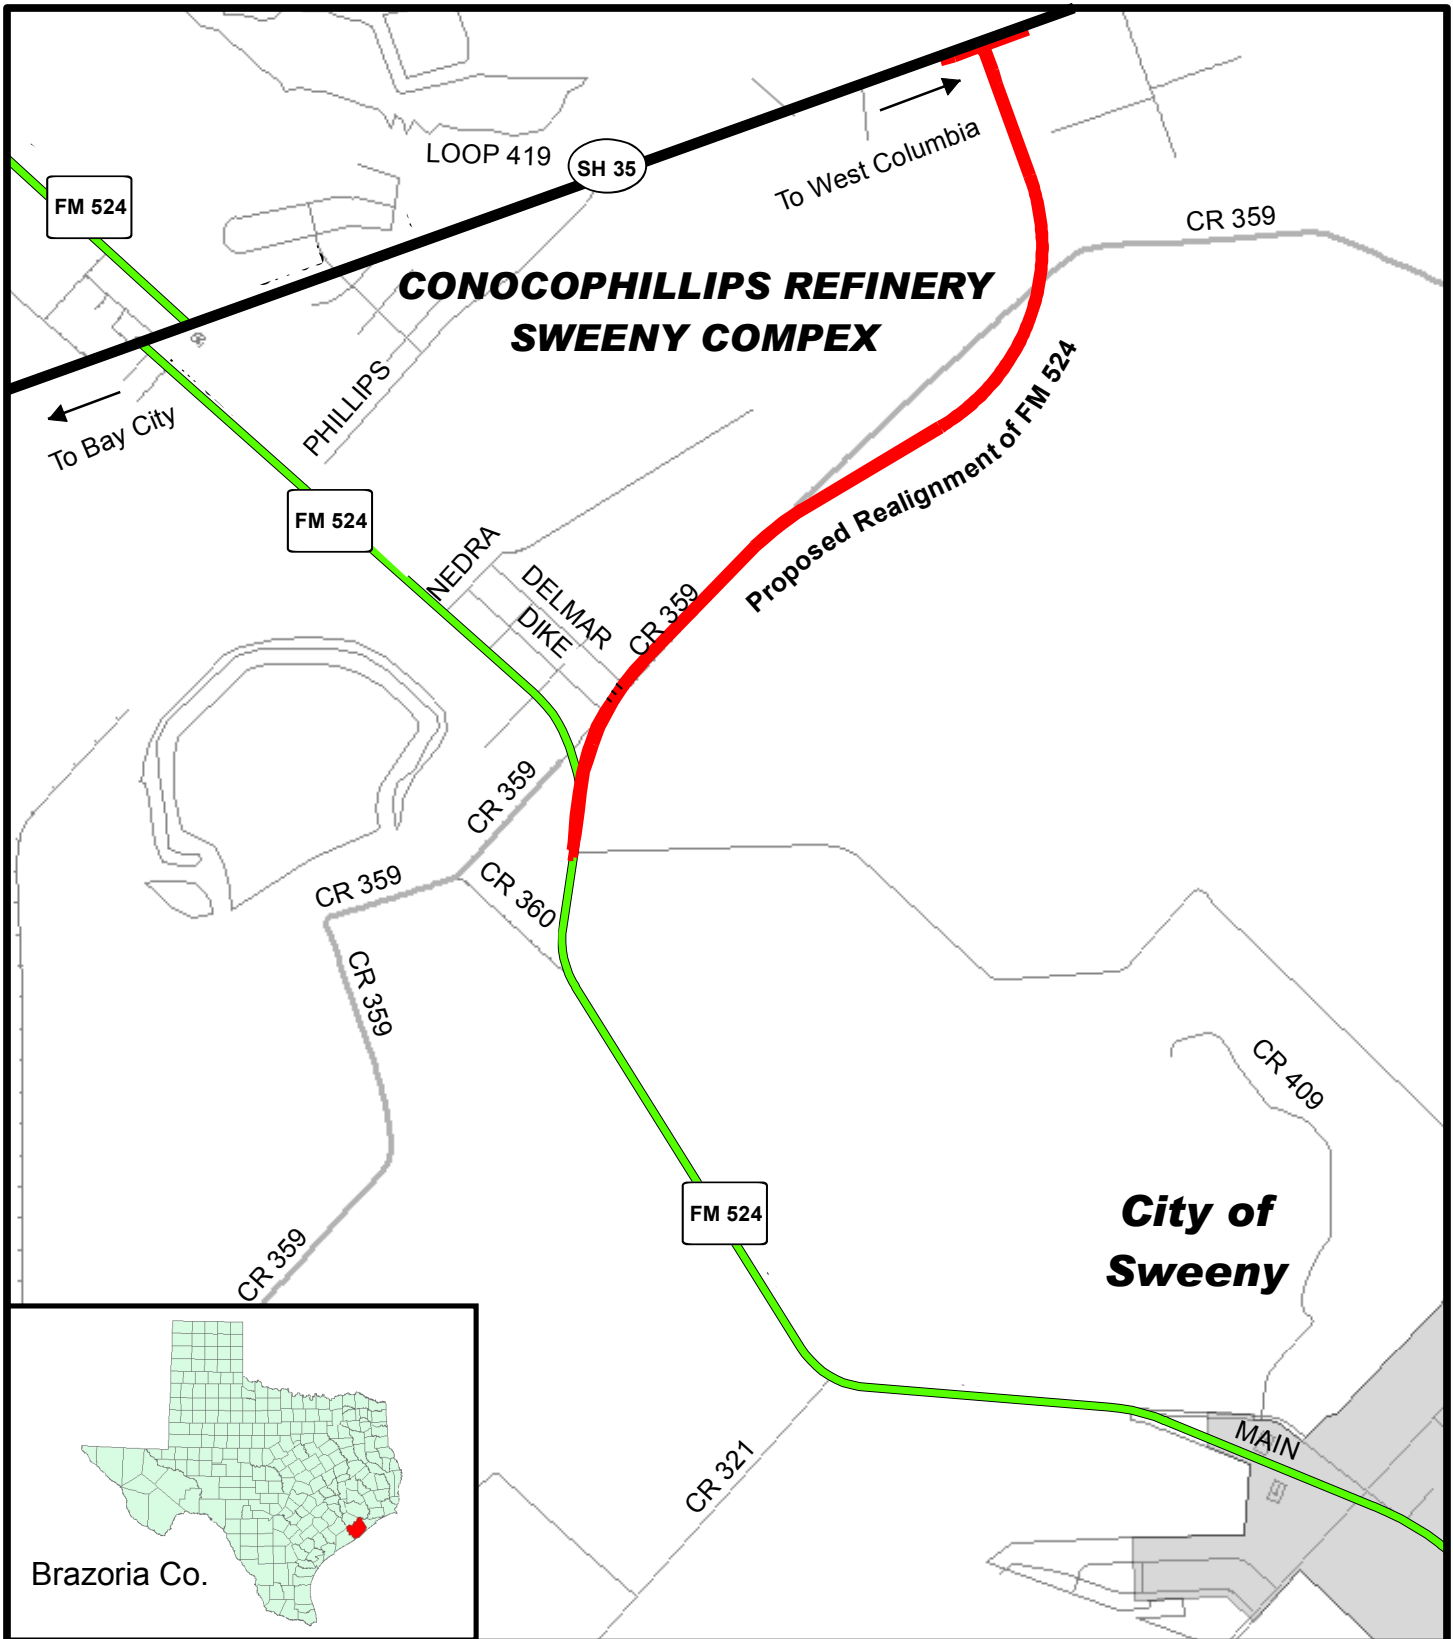 LOOP 419
SH 35
To West Columbia
FM 524
CR 359
CONOCOPHILLIPS REFINERY
SWEENY COMPEX
PHILLIPS
To Bay City
Proposed Realignment of FM 524
FM 524
NEDRA
DELMAR
DIKE
CR 359
CR 359
CR 359
CR 360
CR 359
CR 409
FM 524
City of
Sweeny
CR 359
MAIN
CR 321
Brazoria Co.